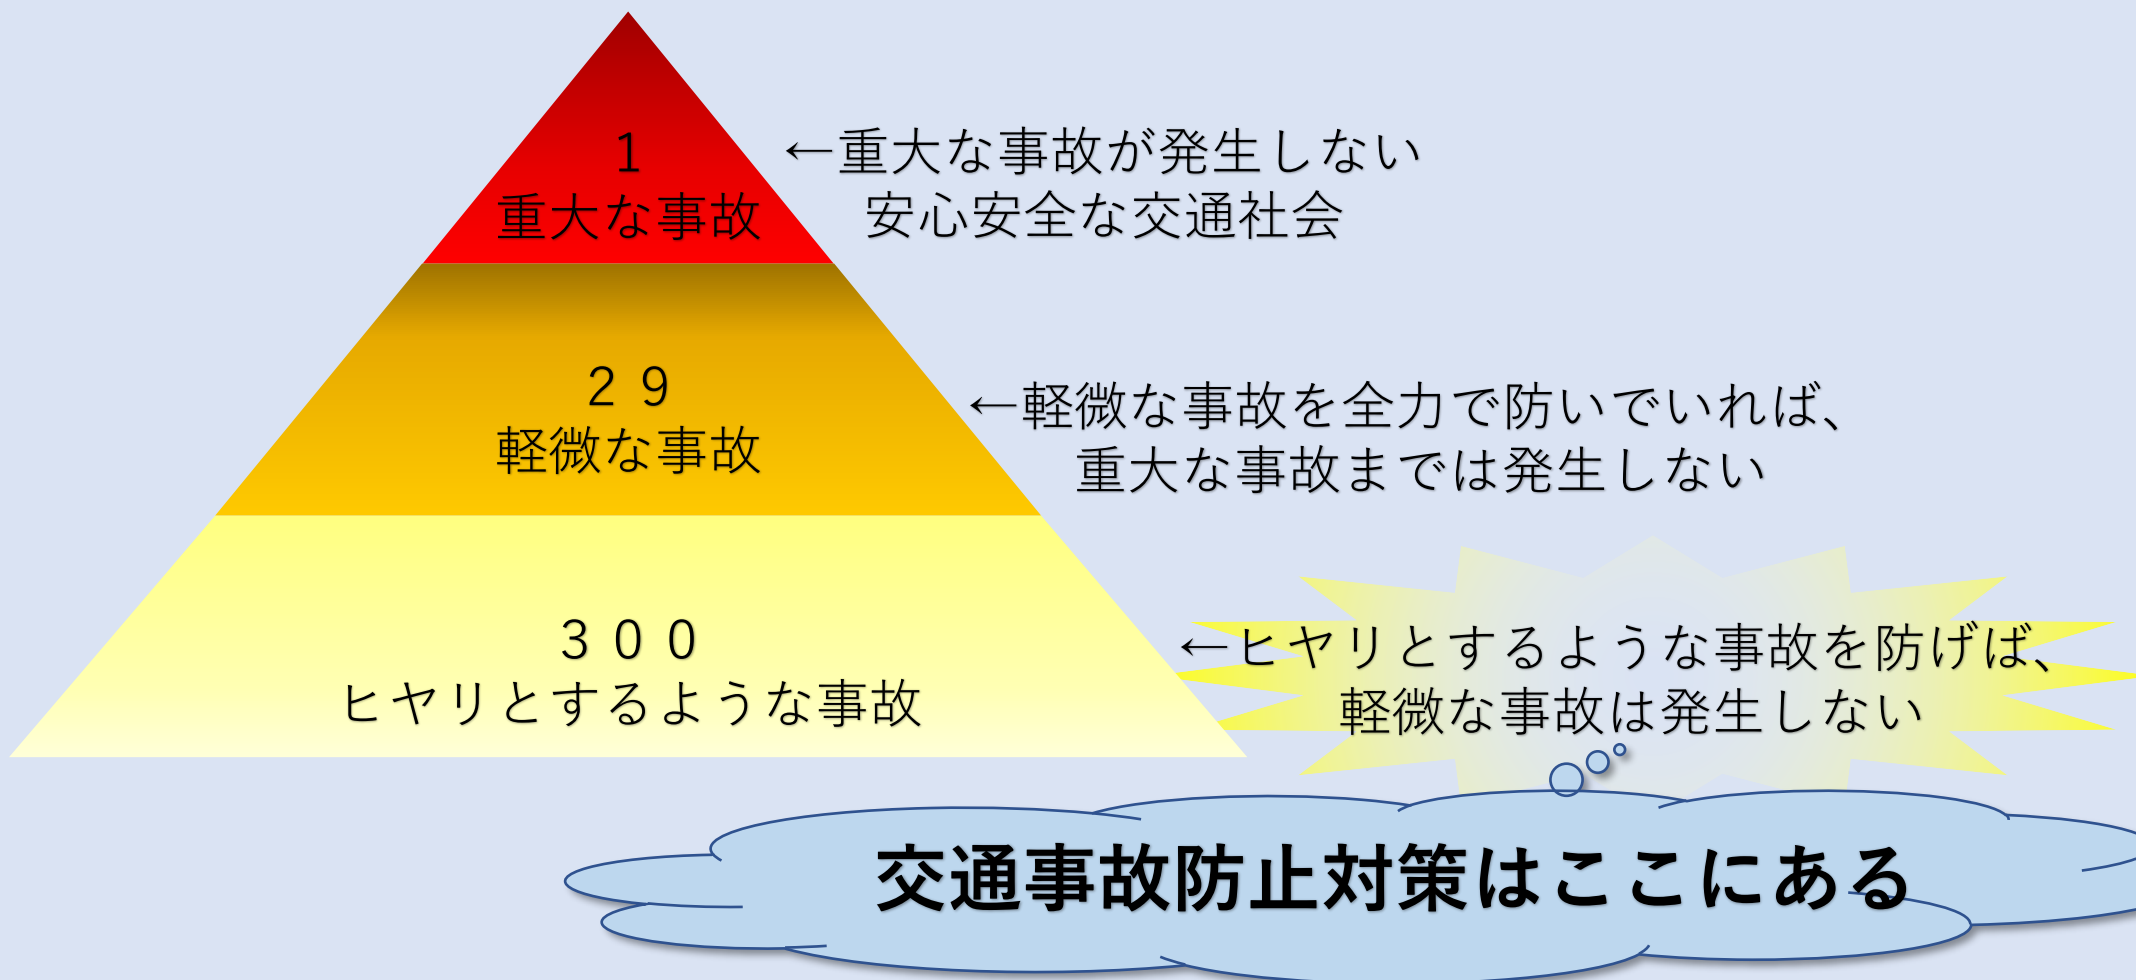 １
重大な事故
←重大な事故が発生しない
安心安全な交通社会
２９
軽微な事故
←軽微な事故を全力で防いでいれば、
重大な事故までは発生しない
３００
ヒヤリとするような事故
←ヒヤリとするような事故を防げば、
軽微な事故は発生しない
交通事故防止対策はここにある